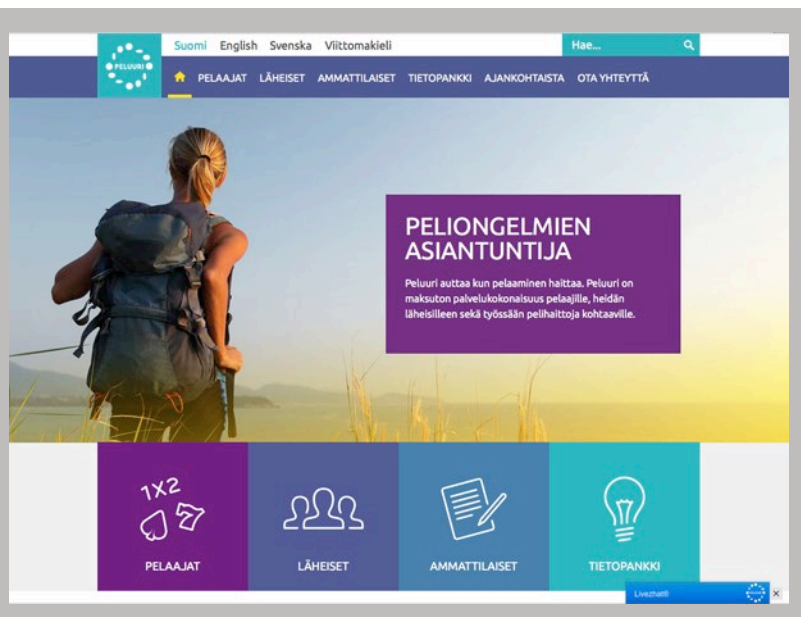 Suomi English Svenska Viittomakieli
Hae...
PELUURI
PELAAJAT LÄHEISET AMMATTILAISET TIETOPANKKI AJANKOHTAISTA OTA YHTEYTTÄ
PELIONGELMIEN
ASIANTUNTIJA
Peluuri auttaa kun pelaaminen haittaa. Peluuri on
maksuton palvelukokonaisuus pelaajille, heidän
läheisilleen sekä työssään pelihaittoja kohtaaville.
1X2
7
PELAAJAT
LÄHEISET
AMMATTILAISET
TIETOPANKKI